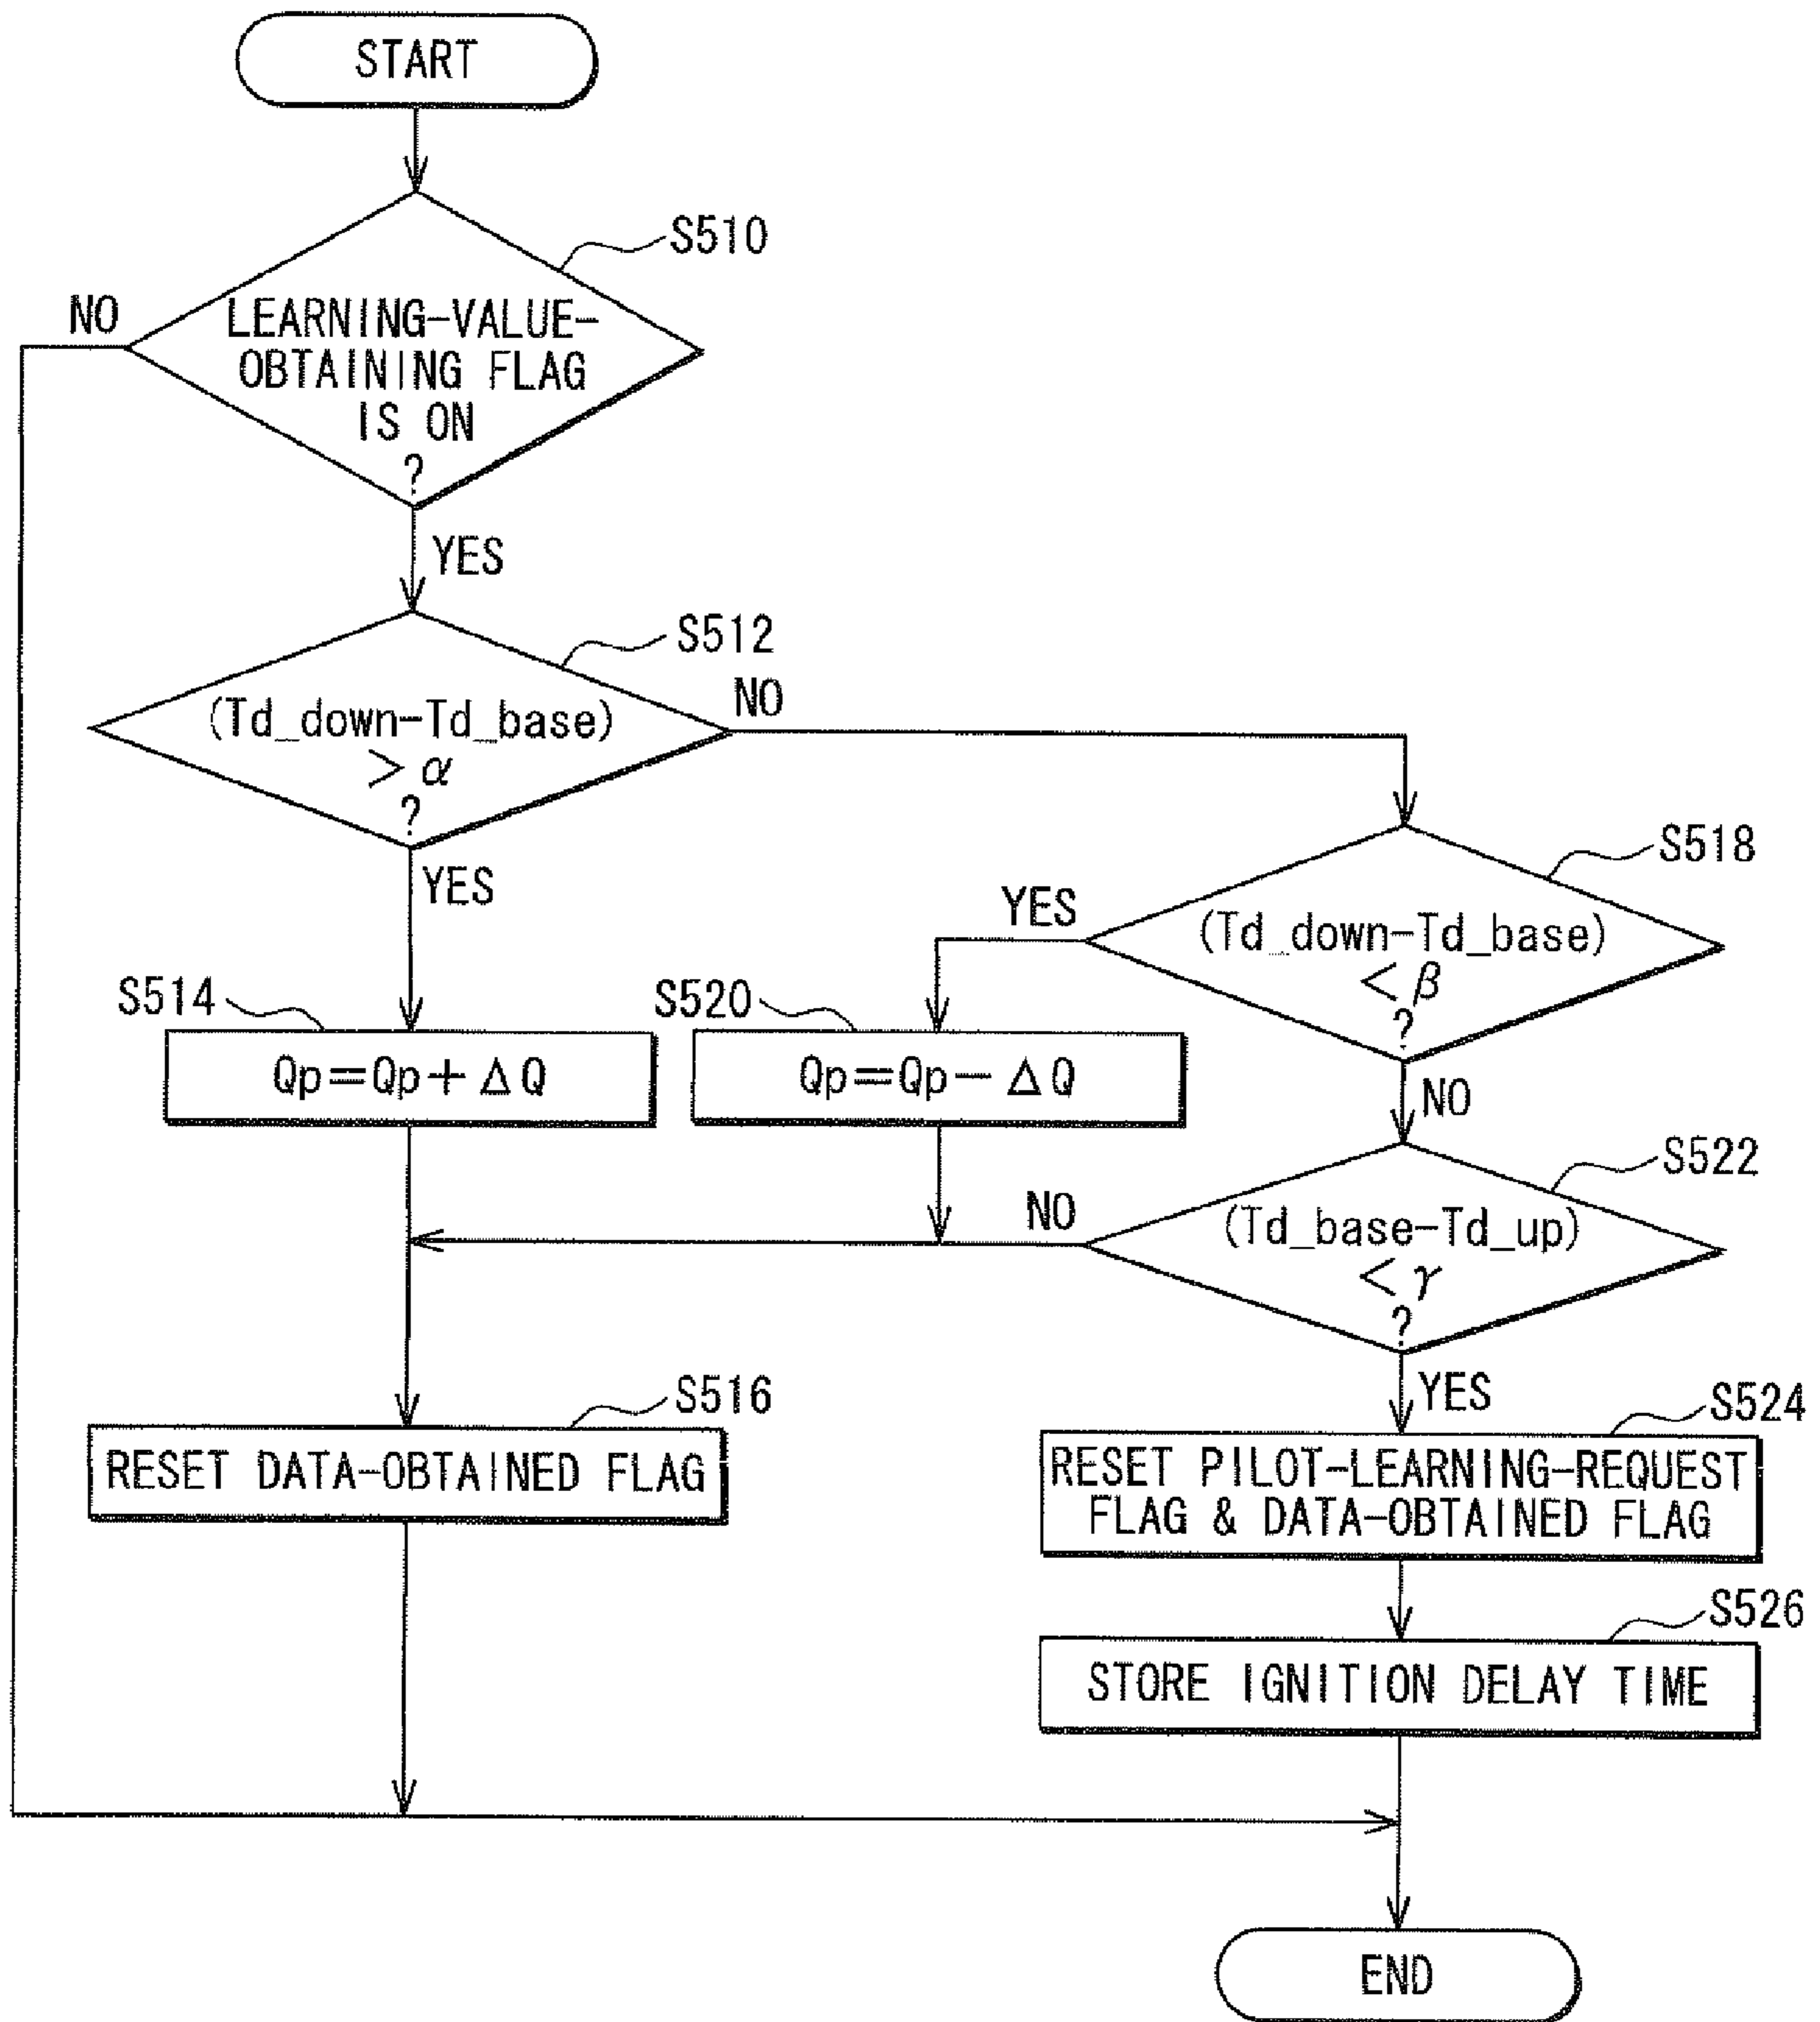 START
S510
NO
LEARNING-VALUE-
OBTAINING FLAG
IS ON
?
YES
S512
NO
(Td_down-Td_base)
> α
?
YES
S518
YES
(Td_down-Td_base)
< β
?
NO
S514
Qp=Qp+ΔQ
S520
Qp=Qp-ΔQ
S522
NO
(Td_base-Td_up)
< γ
?
YES
S516
RESET DATA-OBTAINED FLAG
S524
RESET PILOT-LEARNING-REQUEST
FLAG & DATA-OBTAINED FLAG
S526
STORE IGNITION DELAY TIME
END